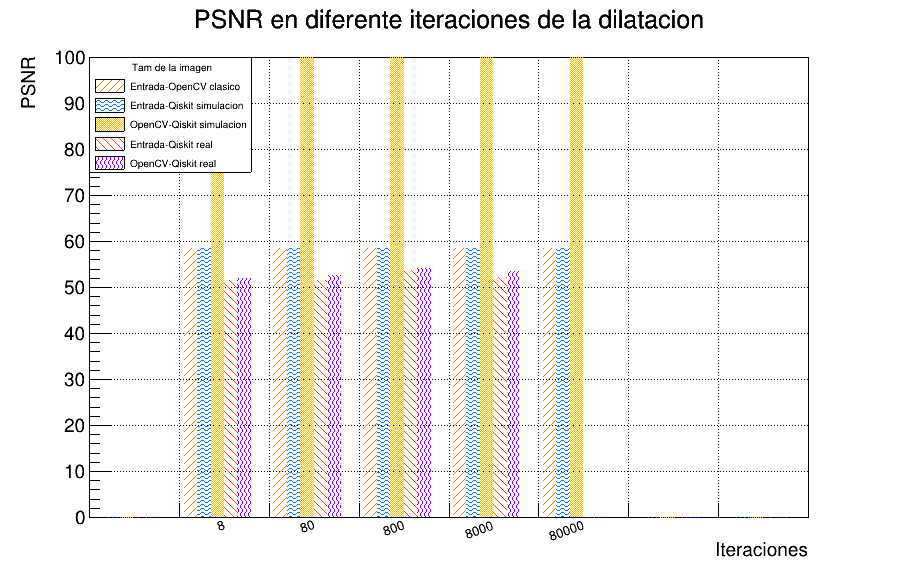 PSNR en diferente iteraciones de la dilatacion
PSNR
100
90
80
70
60
50
40
30
20
10
0
Tam de la imagen
Entrada-OpenCV clasico
Entrada-Qiskit simulacion
OpenCV-Qiskit simulacion
Entrada-Qiskit real
OpenCV-Qiskit real
8
80
800
8000
80000
Iteraciones